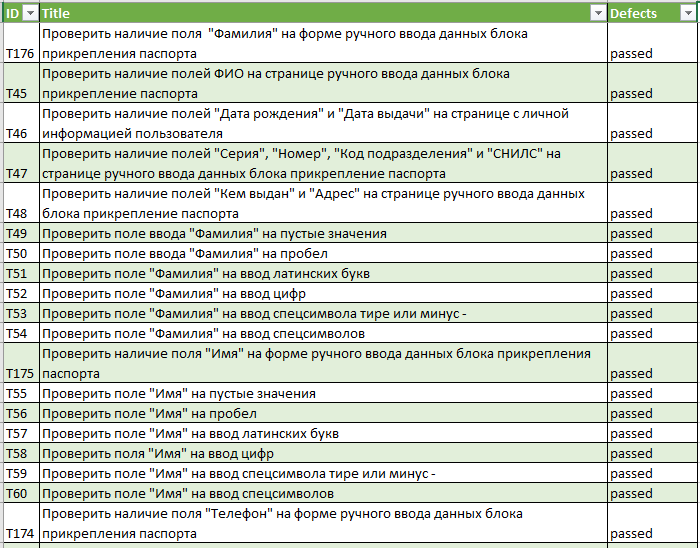 ID Title Defects
Проверить наличие поля  "Фамилия" на форме ручного ввода данных блока
T176 прикрепления паспорта passed
Проверить наличие полей ФИО на странице ручного ввода данных блока
T45 прикрепление паспорта passed
Проверить наличие полей "Дата рождения" и "Дата выдачи" на странице с личной
T46 информацией пользователя passed
Проверить наличие полей "Серия", "Номер", "Код подразделения" и "СНИЛС" на
T47 странице ручного ввода данных блока прикрепление паспорта passed
Проверить наличие полей "Кем выдан" и "Адрес" на странице ручного ввода данных
T48 блока прикрепление паспорта passed
T49 Проверить поле ввода "Фамилия" на пустые значения passed
T50 Проверить поле ввода "Фамилия" на пробел passed
T51 Проверить поле "Фамилия" на ввод латинских букв passed
T52 Проверить поле "Фамилия" на ввод цифр passed
T53 Проверить поле "Фамилия" на ввод спецсимвола тире или минус - passed
T54 Проверить поле "Фамилия" на ввод спецсимволов passed
Проверить наличие поля "Имя" на форме ручного ввода данных блока прикрепления
T175 паспорта passed
T55 Проверить поле "Имя" на пустые значения passed
T56 Проверить поле "Имя" на пробел passed
T57 Проверить поле "Имя" на ввод латинских букв passed
T58 Проверить поля "Имя" на ввод цифр passed
T59 Проверить поле "Имя" на ввод спецсимвола тире или минус - passed
T60 Проверить поле "Имя" на ввод спецсимволов passed
Проверить наличие поля "Телефон" на форме ручного ввода данных блока
T174 прикрепления паспорта passed